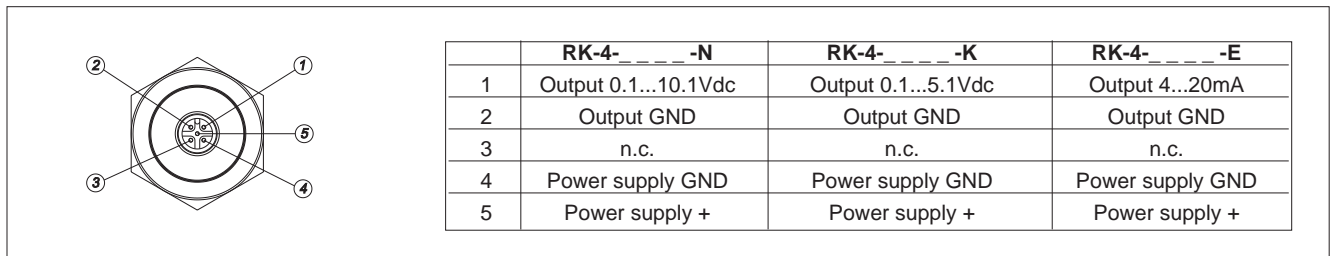 2
1
5
3
4
RK-4-_ _ _ _ -N RK-4-_ _ _ _ -K RK-4-_ _ _ _ -E
1 Output 0.1...10.1Vdc Output 0.1...5.1Vdc Output 4...20mA
2 Output GND Output GND Output GND
3 n.c. n.c. n.c.
4 Power supply GND Power supply GND Power supply GND
5 Power supply + Power supply + Power supply +